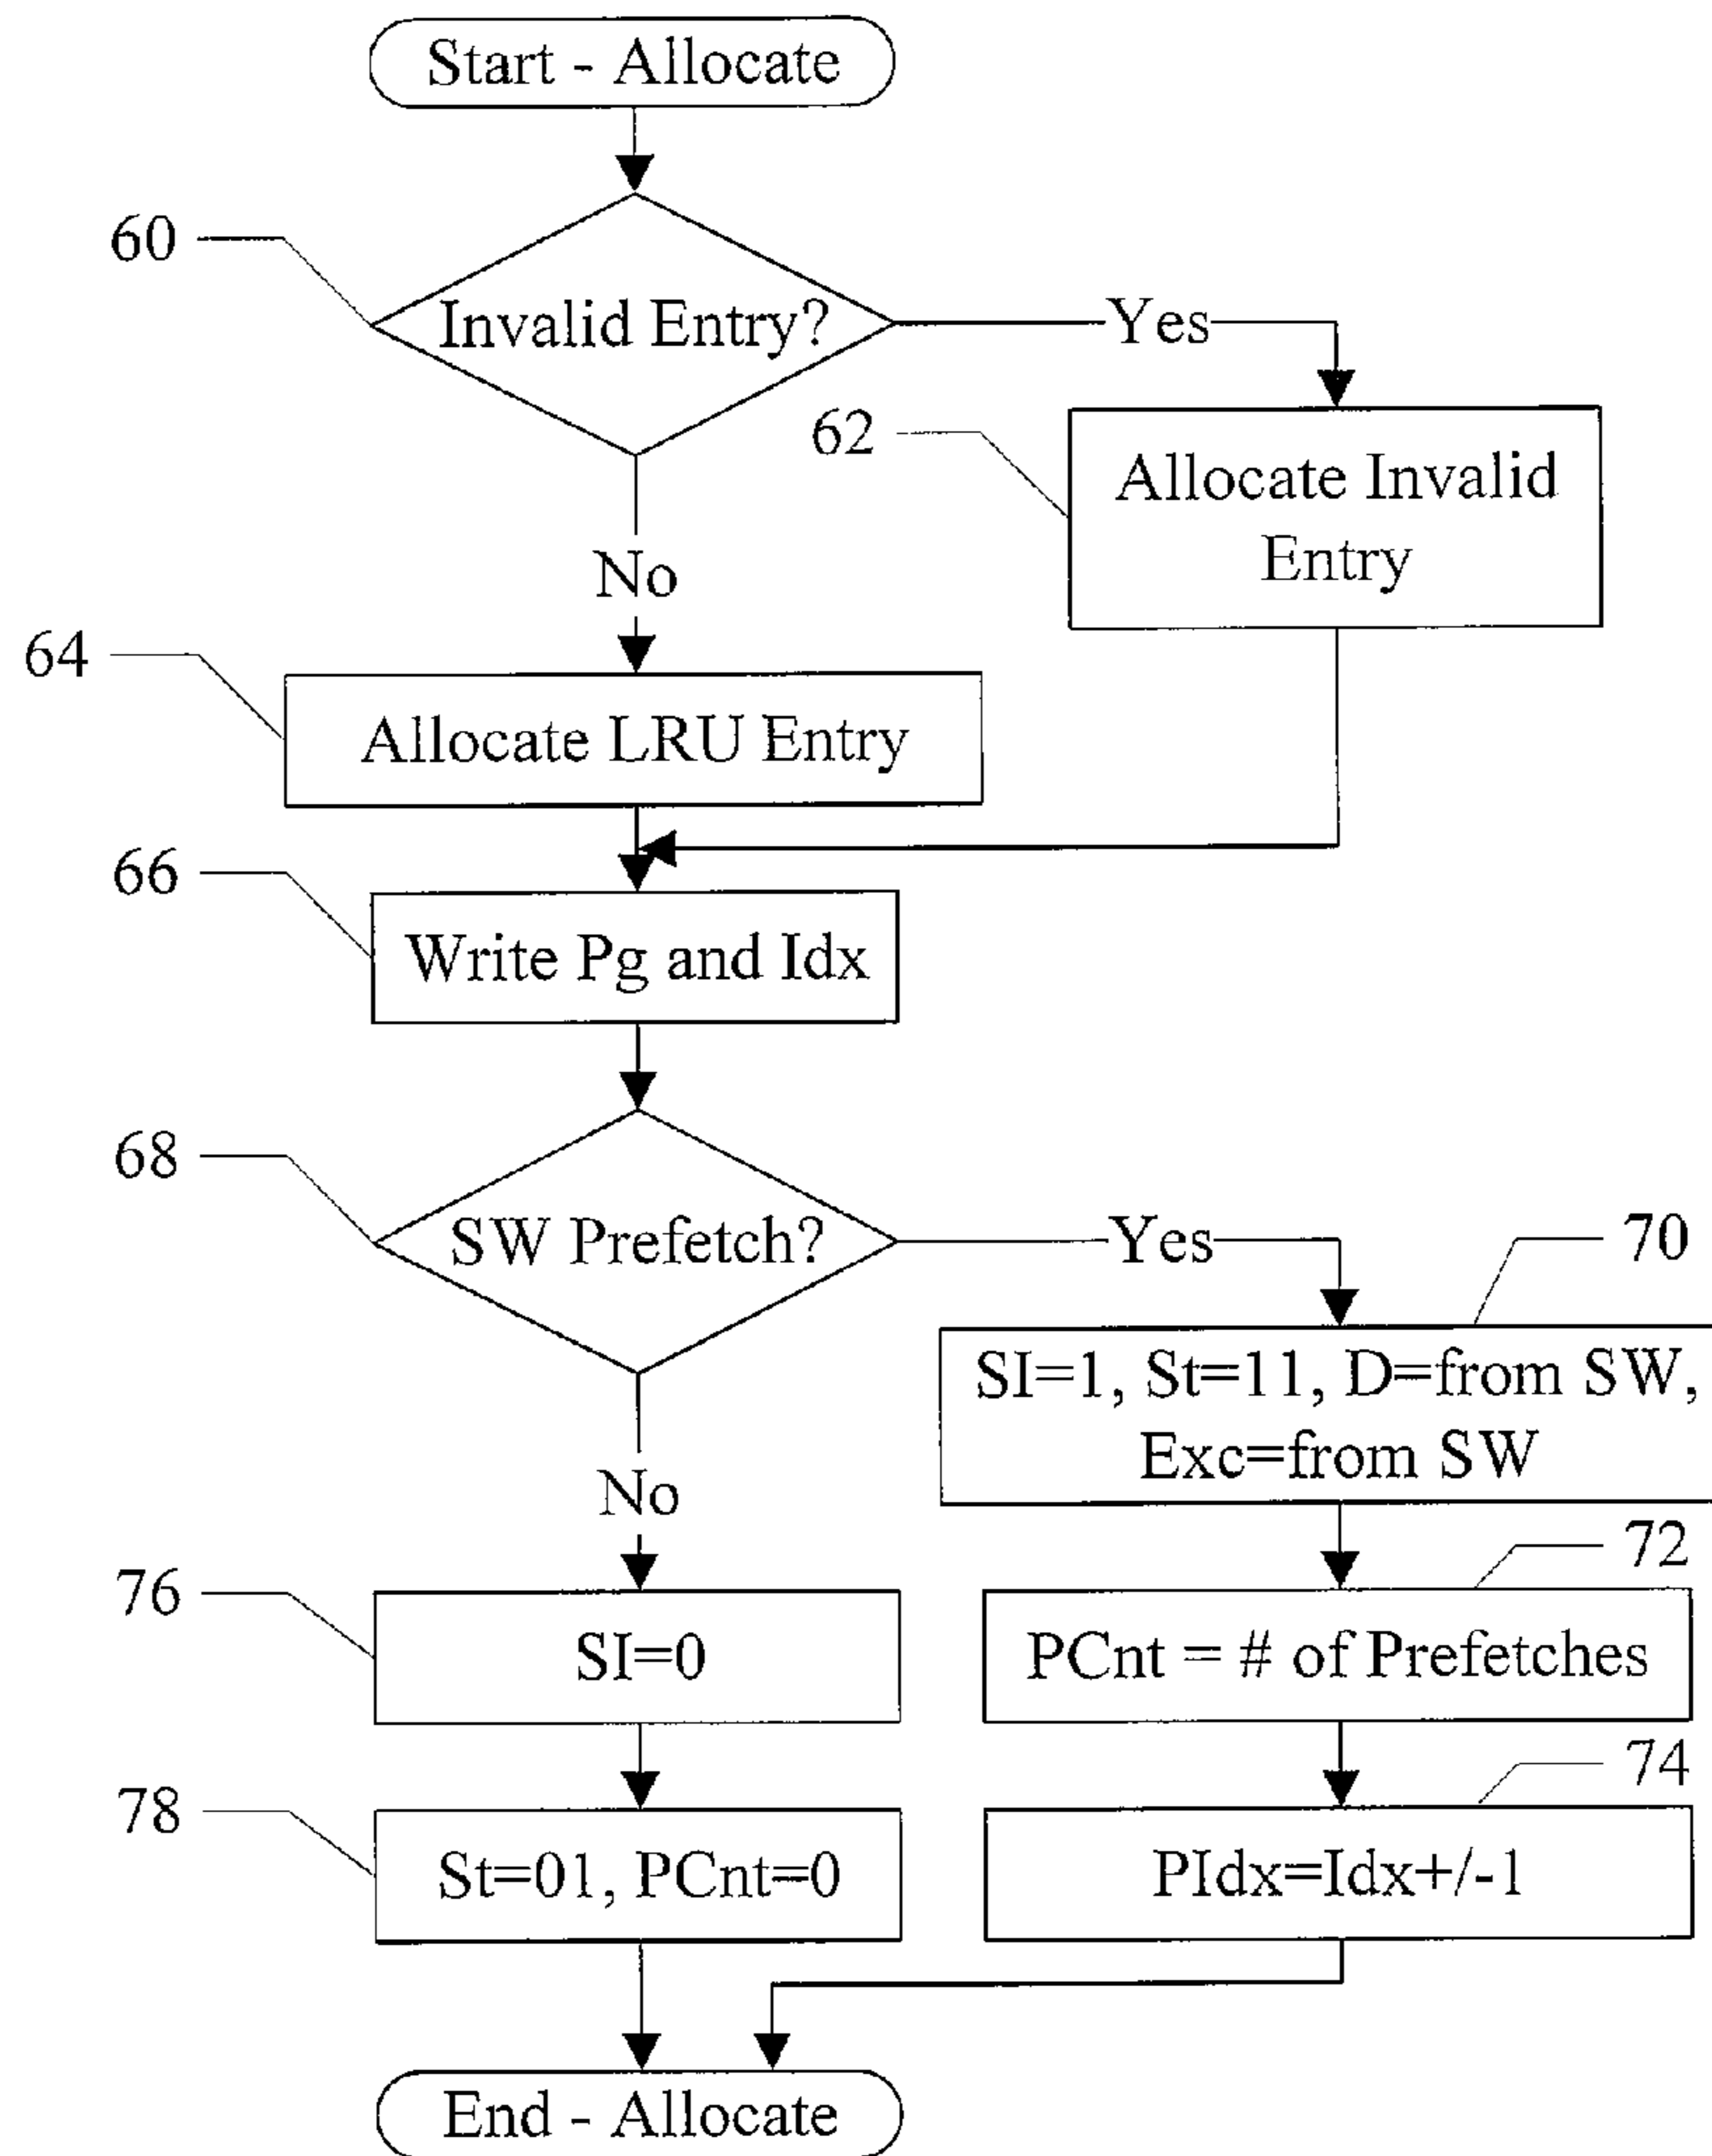 Start - Allocate
60
Invalid Entry?
Yes
62
Allocate Invalid
Entry
No
64
Allocate LRU Entry
66
Write Pg and Idx
68
SW Prefetch?
Yes
70
SI=1, St=11, D=from SW,
Exc=from SW
No
72
76
SI=0
PCnt = # of Prefetches
74
78
St=01, PCnt=0
PIdx=Idx+/-1
End - Allocate